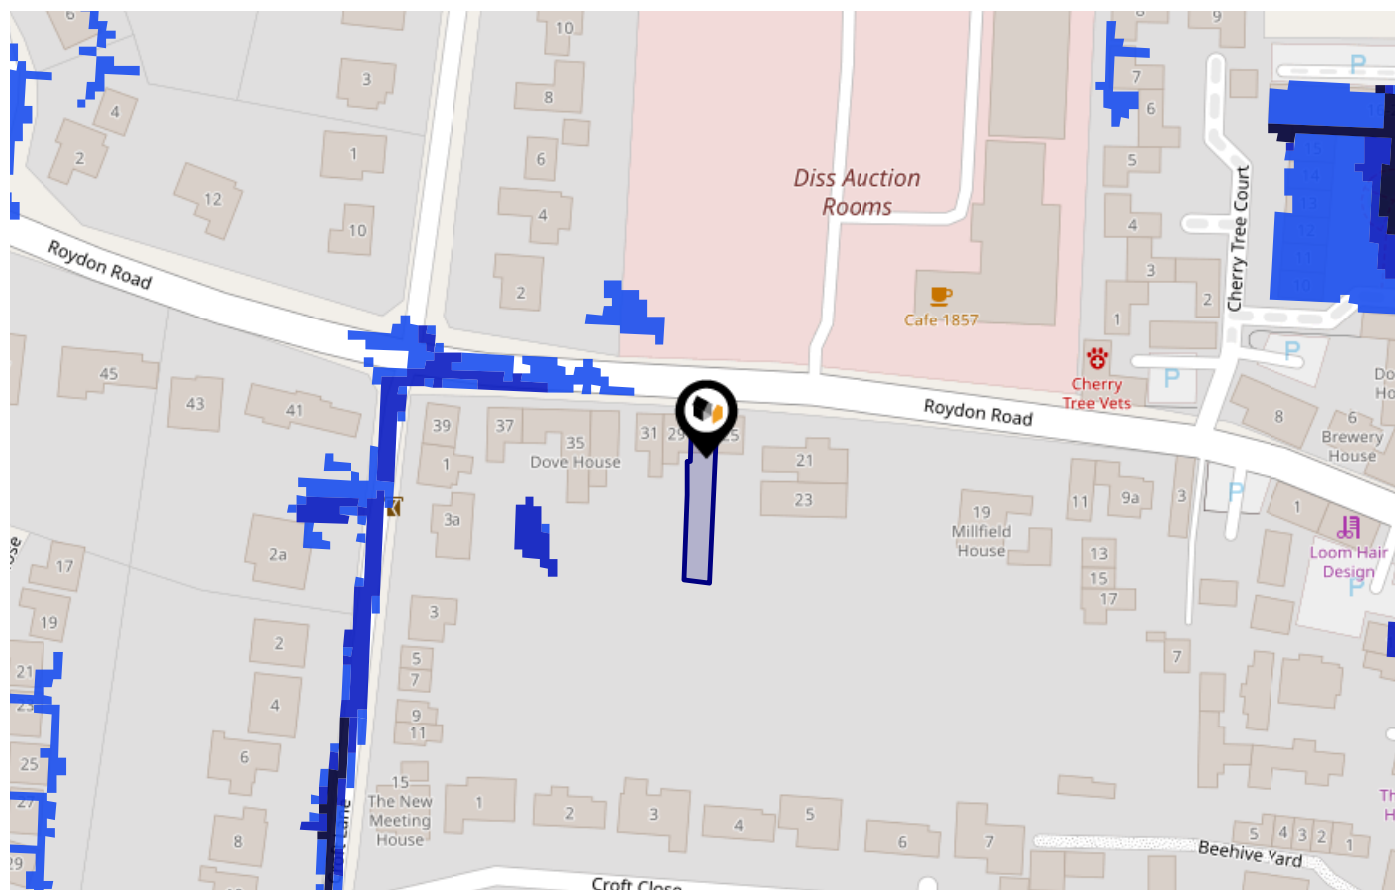 6
10
9
8
7
3
P
4
8
6
2
1
6
5
15
14
12
Diss Auction
Rooms
Cherry Tree Court
13
4
4
10
12
Roydon Road
3
11
2
2
10
Cafe 1857
1
P
45
Cherry
Tree Vets
P
43
41
Roydon Road
8
6
Brewery
House
39
37
35
31
29
25
Dove House
21
1
23
11
9a
3
P
1
3a
19
Millfield
House
Loom Hair
Design
2a
13
17
15
P
17
3
19
2
5
7
21
7
4
9
23
11
6
25
15
The New
Meeting
House
1
2
3
4
5
6
7
27
8
5
4
3
2
1
Beehive Yard
29
Croft Close